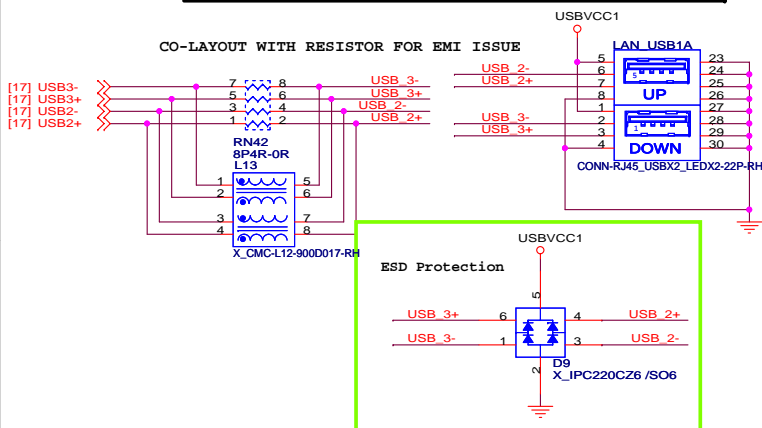 USBVCC1
CO-LAYOUT WITH RESISTOR FOR EMI ISSUE
LAN_USB1A
[17] USB3-
[17] USB3+
[17] USB2-
[17] USB2+
7 8
5 6
3 4
1 2
USB_3-
USB_3+
USB_2-
USB_2+
RN42
8P4R-0R
L13
1 5
2 6
3 7
4 8
X_CMC-L12-900D017-RH
USB_2-
USB_2+
USB_3-
USB_3+
5
6
7
8
1
2
3
4
5
UP
1
DOWN
23
24
25
26
27
28
29
30
CONN-RJ45_USBX2_LEDX2-22P-RH
USBVCC1
ESD Protection
5
USB_3+ 6 4 USB_2+
USB_3- 1 3 USB_2-
2
D9
X_IPC220CZ6 /SO6